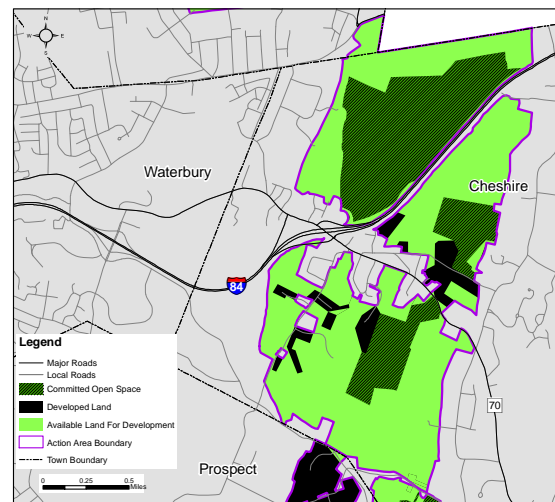 N
W E
S
Waterbury
Cheshire
84
70
Prospect
Legend
Major Roads
Local Roads
Committed Open Space
Developed Land
Available Land For Development
Action Area Boundary
Town Boundary
0 0.25 0.5
Miles